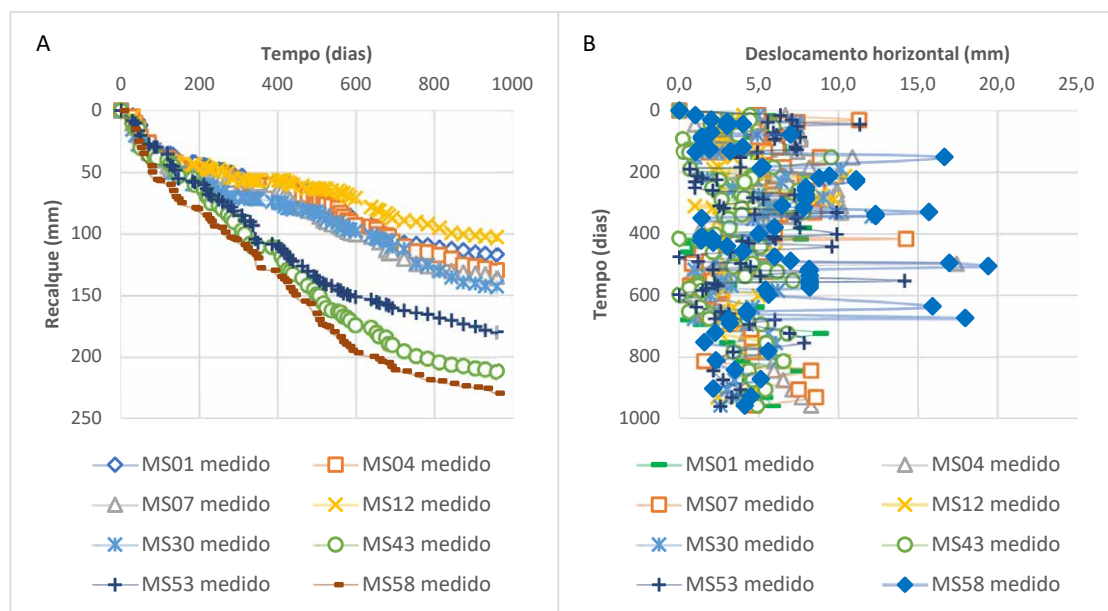 A
Tempo (dias)
0 200 400 600 800 1000
Recalque (mm)
0
50
100
150
200
250
MS01 medido MS04 medido
MS07 medido MS12 medido
MS30 medido MS43 medido
MS53 medido MS58 medido
B
Deslocamento horizontal (mm)
0,0 5,0 10,0 15,0 20,0 25,0
Tempo (dias)
0
200
400
600
800
1000
MS01 medido MS04 medido
MS07 medido MS12 medido
MS30 medido MS43 medido
MS53 medido MS58 medido